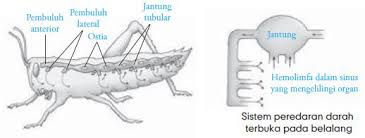 Pembuluh
anterior
Pembuluh
lateral
Ostia
Jantung
tubular
Jantung
Hemolimfa dalam sinus
yang mengelilingi organ
Sistem peredaran darah
terbuka pada belalang